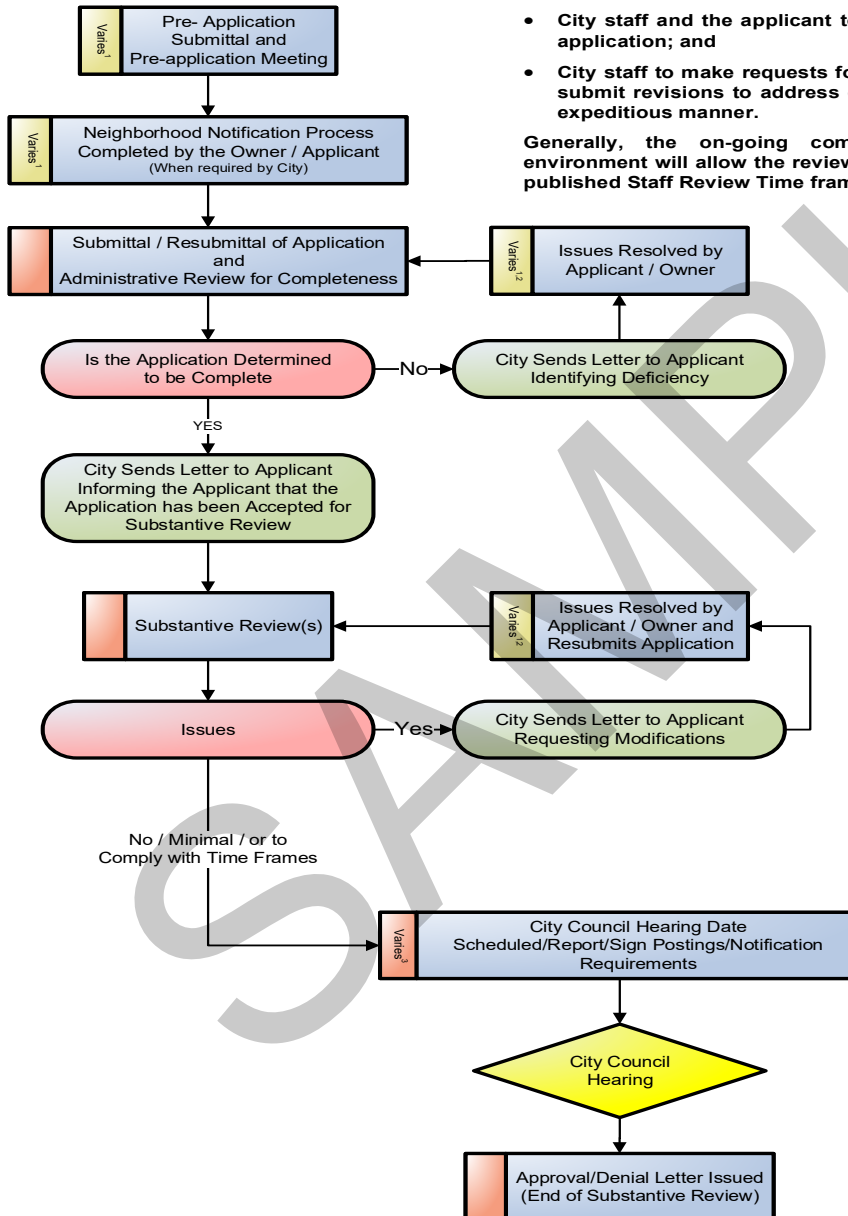 Pre- Application
Submittal and
Pre-application Meeting
Varies1
• City staff and the applicant
application; and
• City staff to make requests
submit revisions to address
expeditious manner.
Generally, the on-going
environment will allow the review
published Staff Review Time
Neighborhood Notification Process
Completed by the Owner / Applicant
(When required by City)
Varies1
Submittal / Resubmittal of Application
and
Administrative Review for Completeness
Varies1,2
Issues Resolved by
Applicant / Owner
Is the Application Determined
to be Complete
No
City Sends Letter to Applicant
Identifying Deficiency
YES
City Sends Letter to Applicant
Informing the Applicant that the
Application has been Accepted for
Substantive Review
Substantive Review(s)
Varies12
Issues Resolved by
Applicant / Owner and
Resubmits Application
Issues
Yes
City Sends Letter to Applicant
Requesting Modifications
No / Minimal / or to
Comply with Time Frames
Varies3
City Council Hearing Date
Scheduled/Report/Sign Postings/Notification
Requirements
City Council
Hearing
Approval/Denial Letter Issued
(End of Substantive Review)